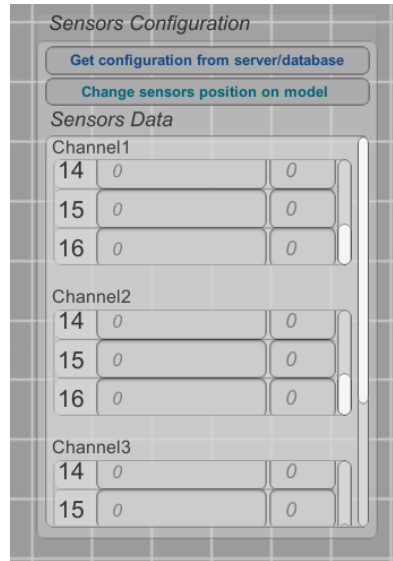 Sensors Configuration
Get configuration from server/database
Change sensors position on model
Sensors Data
Channel1
14 0 0
15 0 0
16 0 0
Channel2
14 0 0
15 0 0
16 0 0
Channel3
14 0 0
15 0 0